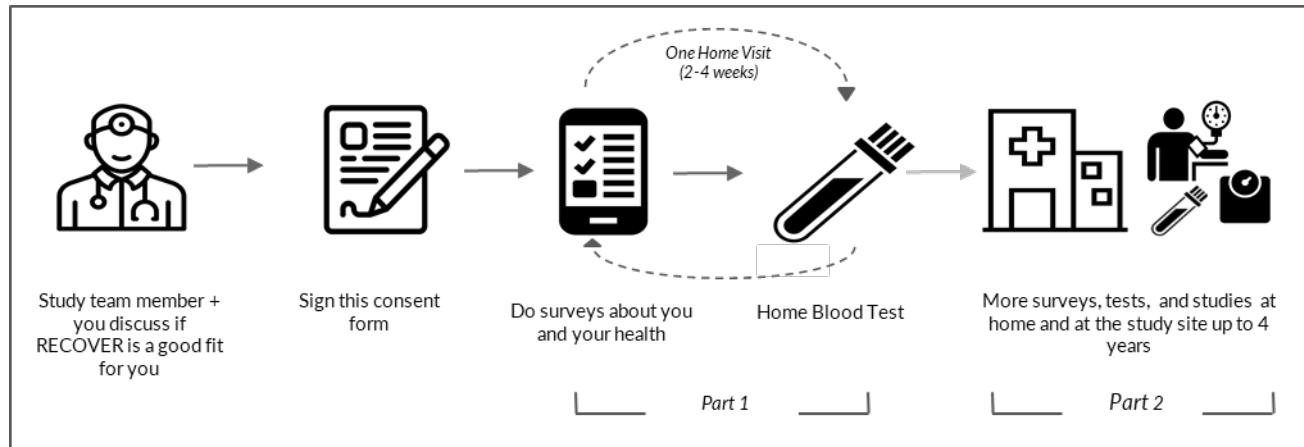 One Home Visit
(2-4 weeks)
Study team member +
you discuss if
RECOVER is a good fit
for you
Sign this consent
form
Do surveys about you
and your health
Home Blood Test
More surveys, tests, and studies at
home and at the study site up to 4
years
Part 1
Part 2